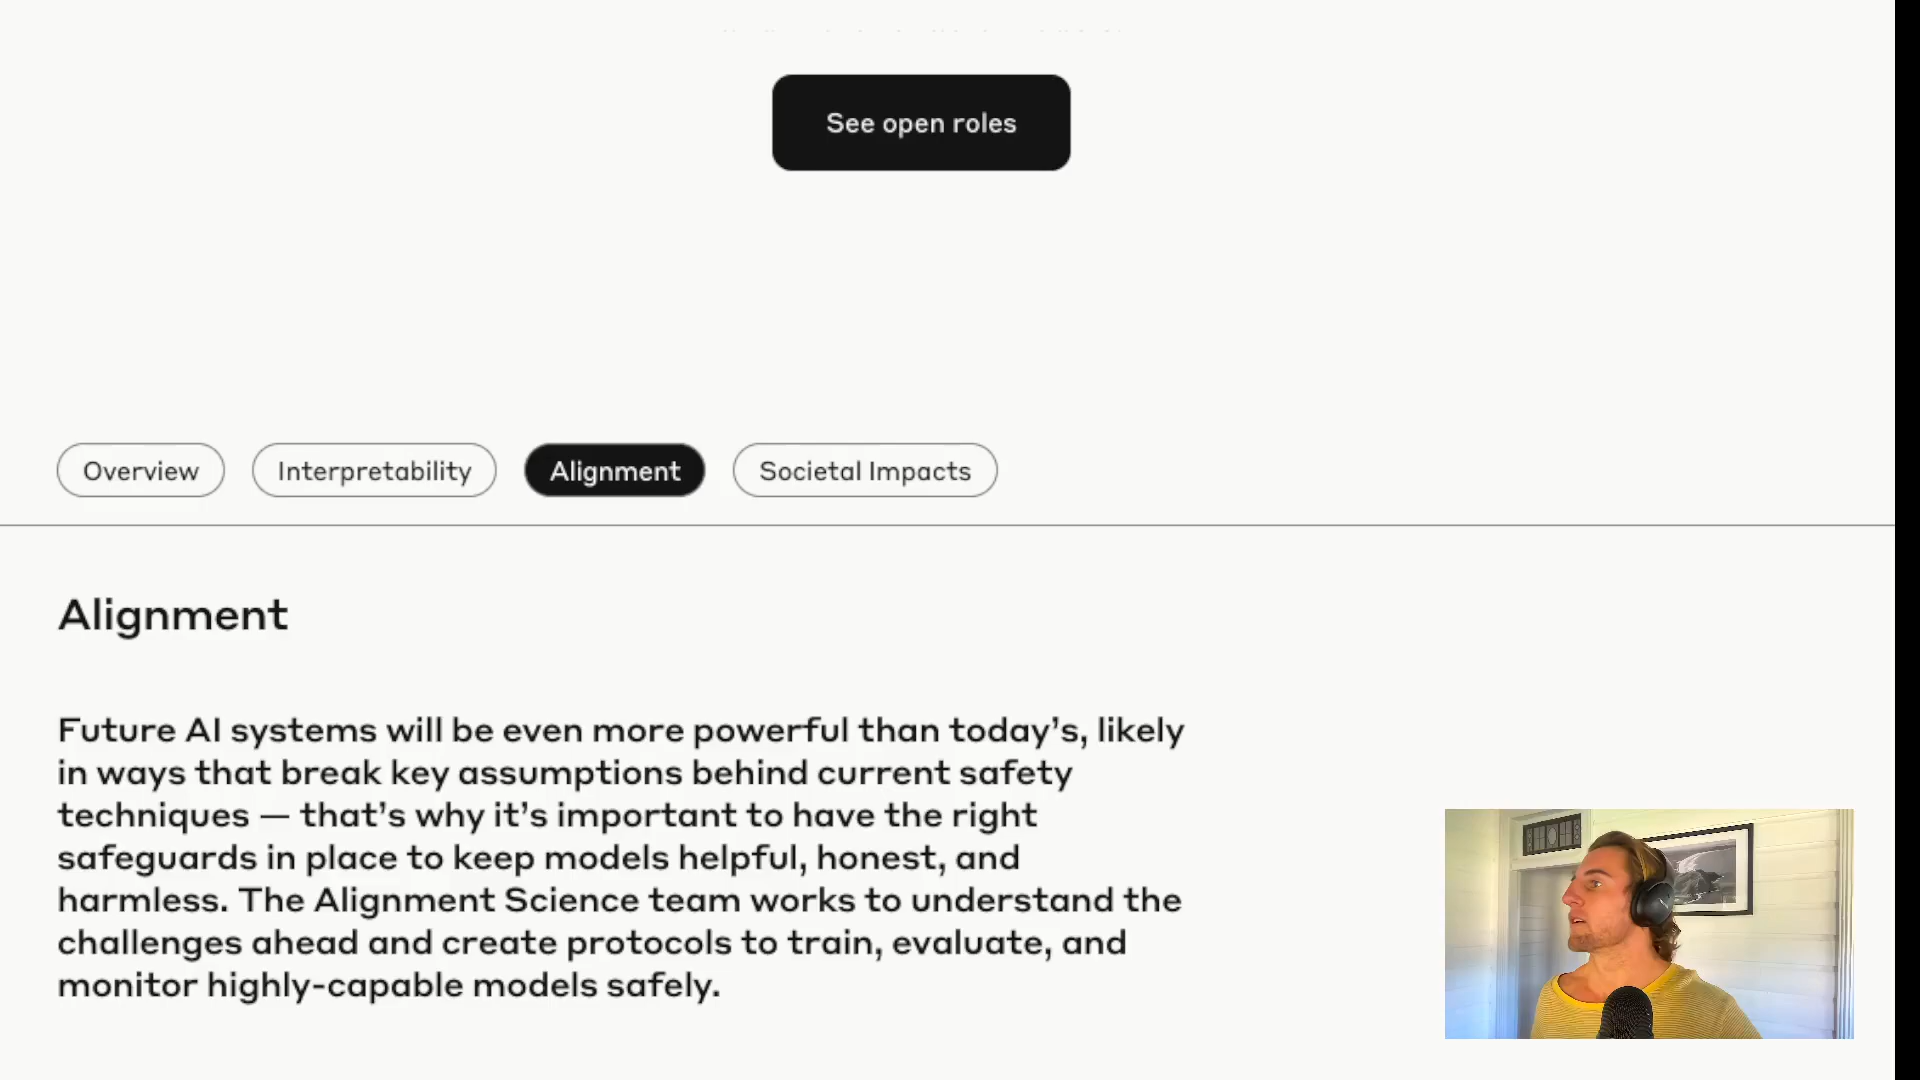 See open roles
Overview
Interpretability
Alignment
Societal Impacts
Alignment
Future AI systems will be even more powerful than today’s, likely
in ways that break key assumptions behind current safety
techniques — that’s why it’s important to have the right
safeguards in place to keep models helpful, honest, and
harmless. The Alignment Science team works to understand the
challenges ahead and create protocols to train, evaluate, and
monitor highly-capable models safely.